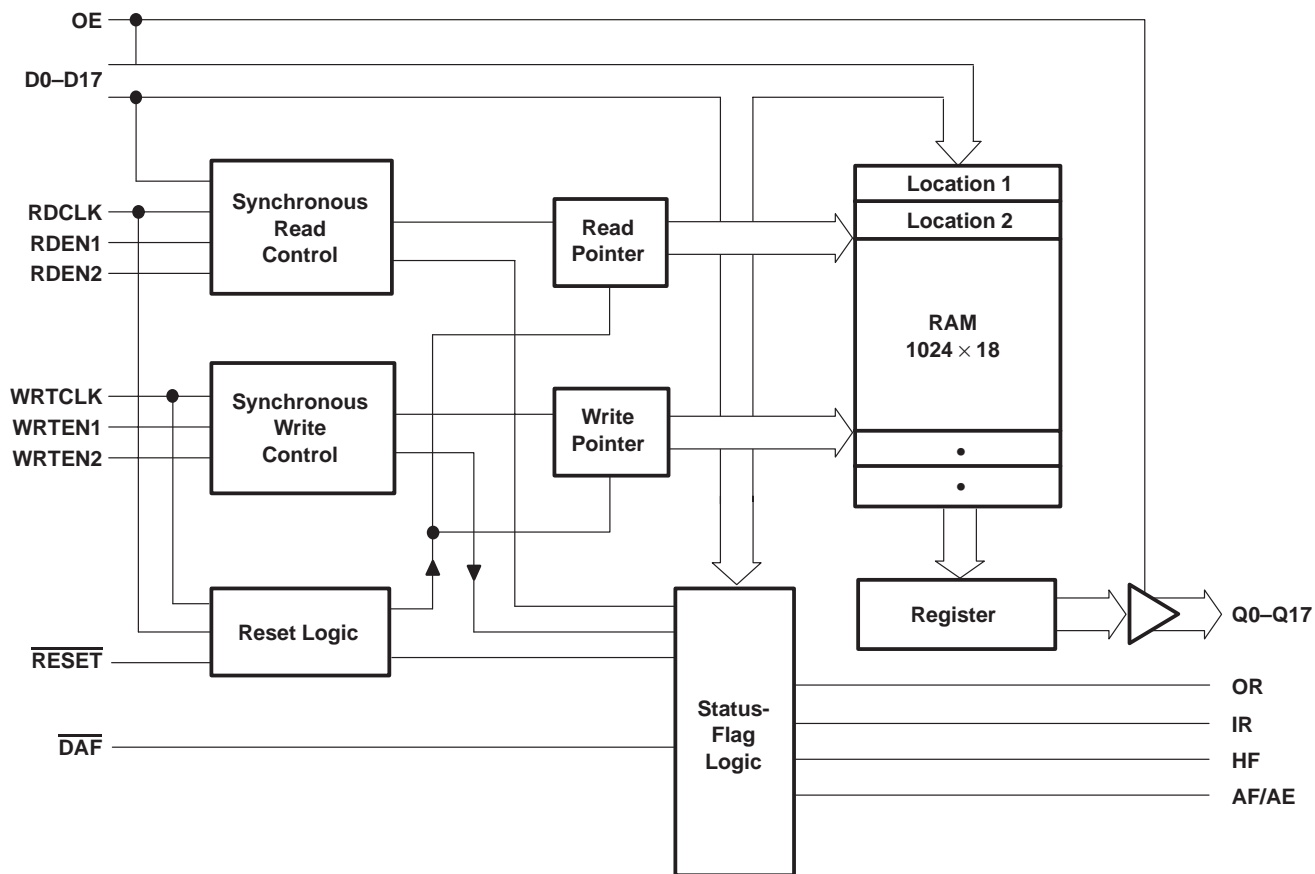 OE
D0–D17
RDCLK
RDEN1
RDEN2
Synchronous
Read
Control
Read
Pointer
Location 1
Location 2
RAM
1024 × 18
WRTCLK
WRTEN1
WRTEN2
Synchronous
Write
Control
Write
Pointer
Reset Logic
RESET
DAF
Status-
Flag
Logic
Register
Q0–Q17
OR
IR
HF
AF/AE